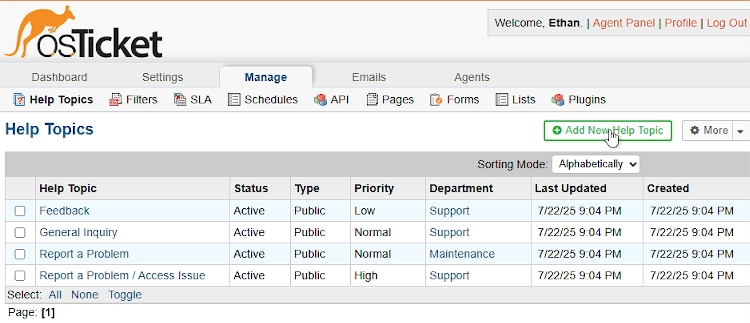 osTicket
Welcome, Ethan. | Agent Panel | Profile | Log Out
Dashboard Settings Manage Emails Agents
Help Topics Filters SLA Schedules API Pages Forms Lists Plugins
Help Topics Add New Help Topic More
Sorting Mode: Alphabetically
Help Topic Status Type Priority Department Last Updated Created
Feedback Active Public Low Support 7/22/25 9:04 PM 7/22/25 9:04 PM
General Inquiry Active Public Normal Support 7/22/25 9:04 PM 7/22/25 9:04 PM
Report a Problem Active Public Normal Maintenance 7/22/25 9:04 PM 7/22/25 9:04 PM
Report a Problem / Access Issue Active Public High Support 7/22/25 9:04 PM 7/22/25 9:04 PM
Select: All None Toggle
Page: [1]